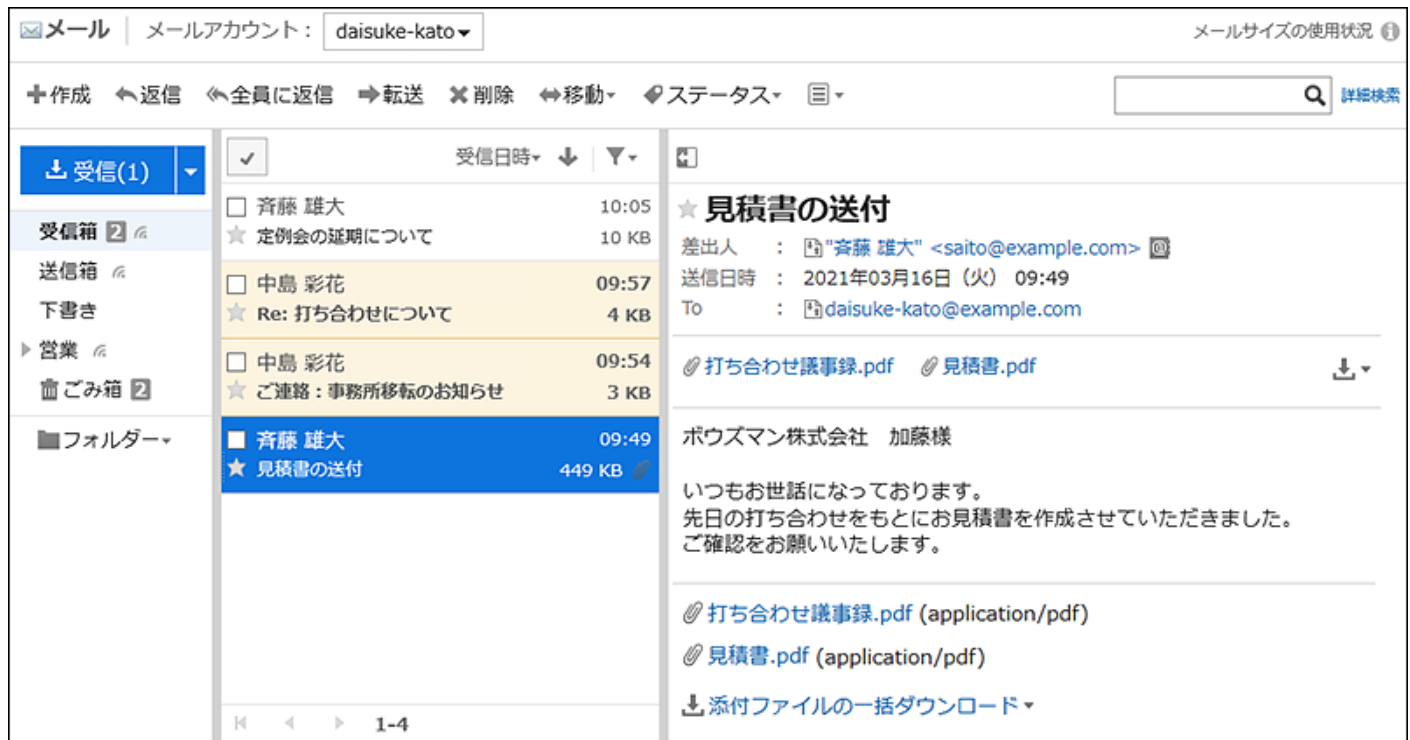 メール メールアカウント： daisuke-kato メールサイズの使用状況
作成 返信 全員に返信 転送 削除 移動 ステータス 詳細検索
受信(1)
受信箱 2
送信箱
下書き
営業
ごみ箱 2
フォルダー
受信日時
斉藤 雄大 10:05
定例会の延期について 10 KB
中島 彩花 09:57
Re: 打ち合わせについて 4 KB
中島 彩花 09:54
ご連絡：事務所移転のお知らせ 3 KB
斉藤 雄大 09:49
見積書の送付 449 KB
1-4
見積書の送付
差出人 : "斉藤 雄大" <saito@example.com>
送信日時 : 2021年03月16日（火） 09:49
To : daisuke-kato@example.com
打ち合わせ議事録.pdf 見積書.pdf
ボウズマン株式会社　加藤様
いつもお世話になっております。
先日の打ち合わせをもとにお見積書を作成させていただきました。
ご確認をお願いいたします。
打ち合わせ議事録.pdf (application/pdf)
見積書.pdf (application/pdf)
添付ファイルの一括ダウンロード